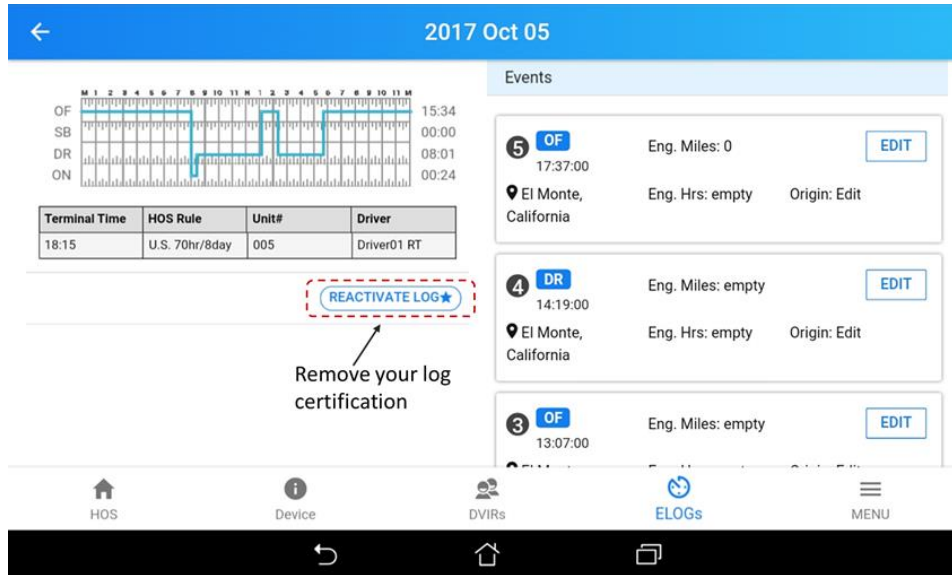 2017 Oct 05
M 1 2 3 4 5 6 7 8 9 10 11 N 1 2 3 4 5 6 7 8 9 10 11 M
OF 15:34
SB 00:00
DR 08:01
ON 00:24
Terminal Time HOS Rule Unit# Driver
18:15 U.S. 70hr/8day 005 Driver01 RT
REACTIVATE LOG★
Remove your log
certification
Events
5 OF Eng. Miles: 0 EDIT
17:37:00
El Monte, Eng. Hrs: empty Origin: Edit
California
4 DR Eng. Miles: empty EDIT
14:19:00
El Monte, Eng. Hrs: empty Origin: Edit
California
3 OF Eng. Miles: empty EDIT
13:07:00
HOS Device DVIRs ELOGs MENU